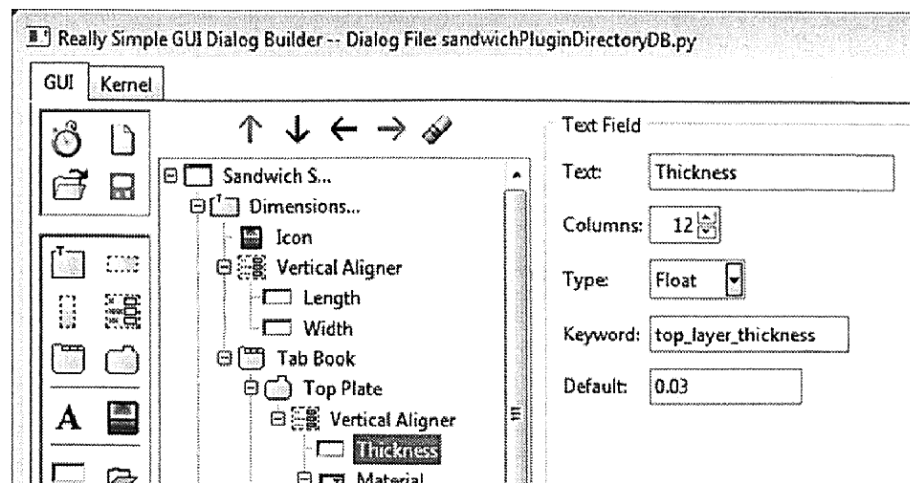 Really Simple GUI Dialog Builder -- Dialog File: sandwichPluginDirectoryDB.py
GUI Kernel
Sandwich S...
Dimensions...
Icon
Vertical Aligner
Length
Width
Tab Book
Top Plate
Vertical Aligner
Thickness
Material
A
Text Field
Text: Thickness
Columns: 12
Type: Float
Keyword: top_layer_thickness
Default: 0.03